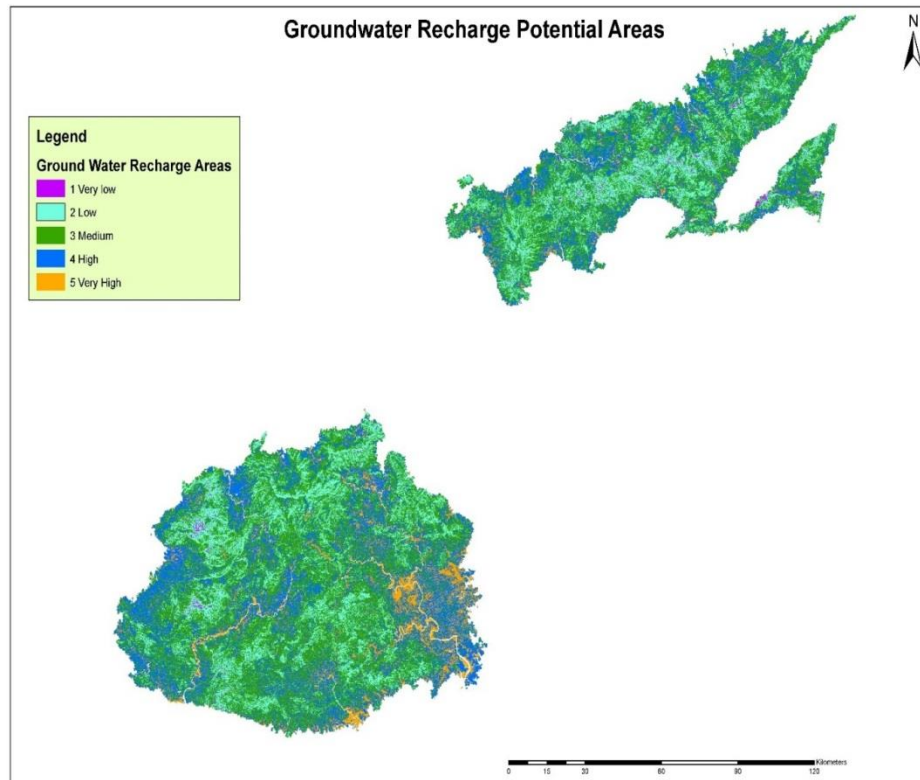 Groundwater Recharge Potential Areas
N
Legend
Ground Water Recharge Areas
1 Very low
2 Low
3 Medium
4 High
5 Very High
Kilometers
0 15 30 60 90 120